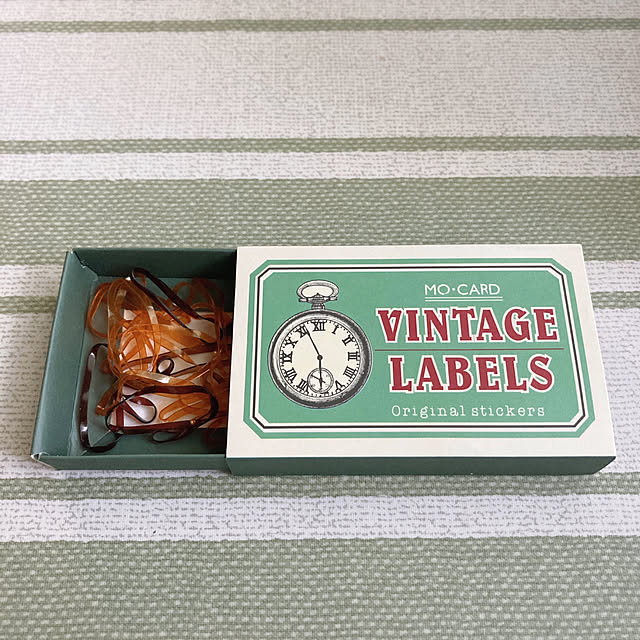 MO·CARD
VINTAGE
LABELS
Original stickers